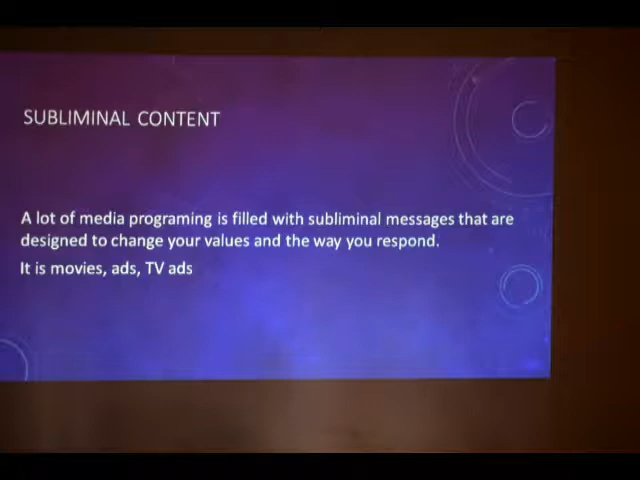 SUBLIMINAL CONTENT
A lot of media programing is filled with subliminal messages that are
designed to change your values and the way you respond.
It is movies, ads, TV ads